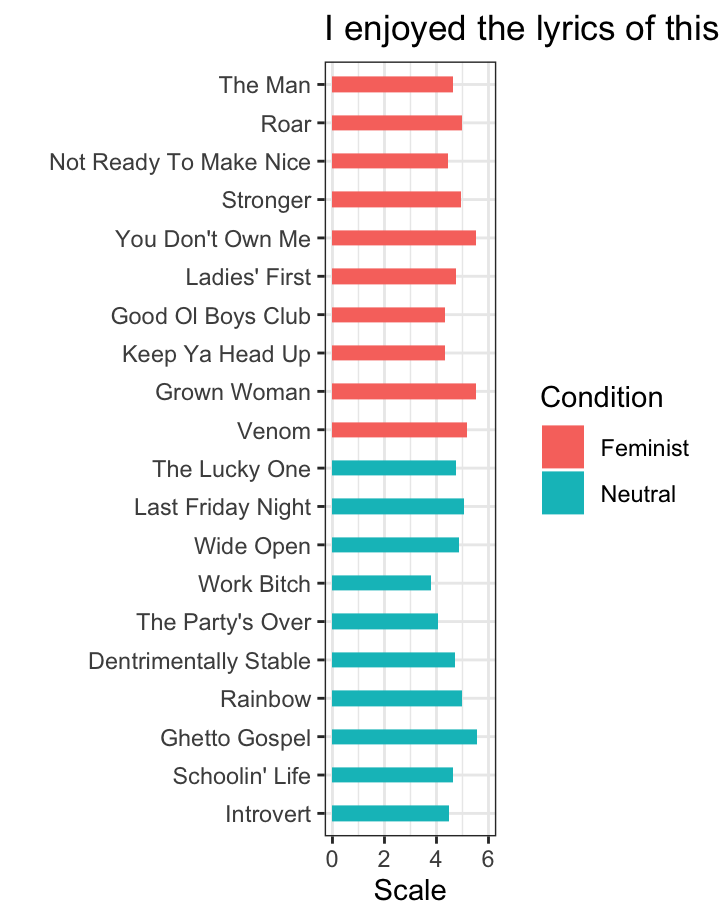 I enjoyed the lyrics of this
The Man
Roar
Not Ready To Make Nice
Stronger
You Don't Own Me
Ladies' First
Good Ol Boys Club
Keep Ya Head Up
Grown Woman
Venom
The Lucky One
Last Friday Night
Wide Open
Work Bitch
The Party's Over
Dentrimentally Stable
Rainbow
Ghetto Gospel
Schoolin' Life
Introvert
0 2 4 6
Scale
Condition
Feminist
Neutral